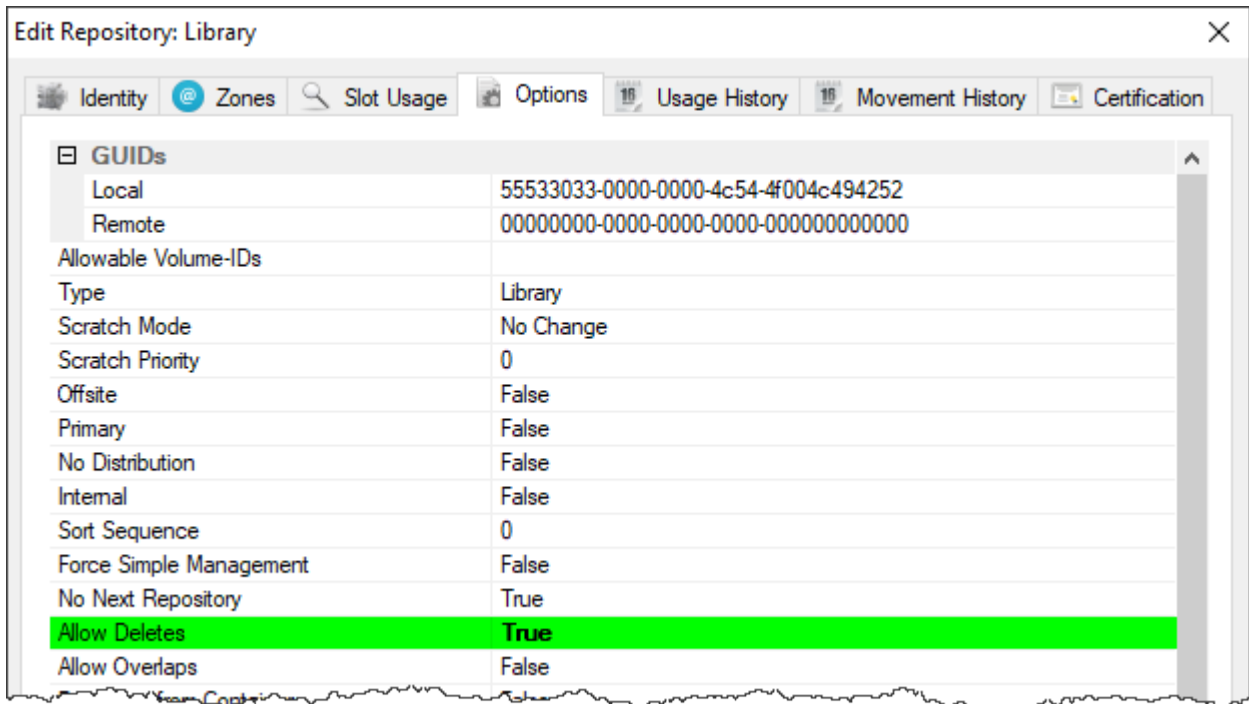 Edit Repository: Library
Identity Zones Slot Usage Options Usage History Movement History Certification
GUIDs
Local 55533033-0000-0000-4c54-4f004c494252
Remote 00000000-0000-0000-0000-000000000000
Allowable Volume-IDs
Type Library
Scratch Mode No Change
Scratch Priority 0
Offsite False
Primary False
No Distribution False
Internal False
Sort Sequence 0
Force Simple Management False
No Next Repository True
Allow Deletes True
Allow Overlaps False
from